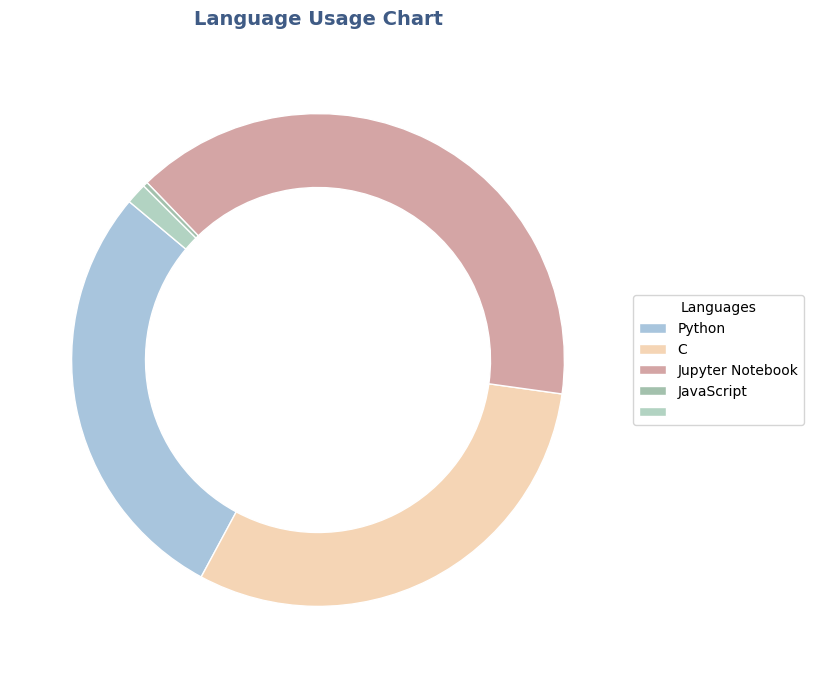 Language Usage Chart
Languages
Python
C
Jupyter Notebook
JavaScript